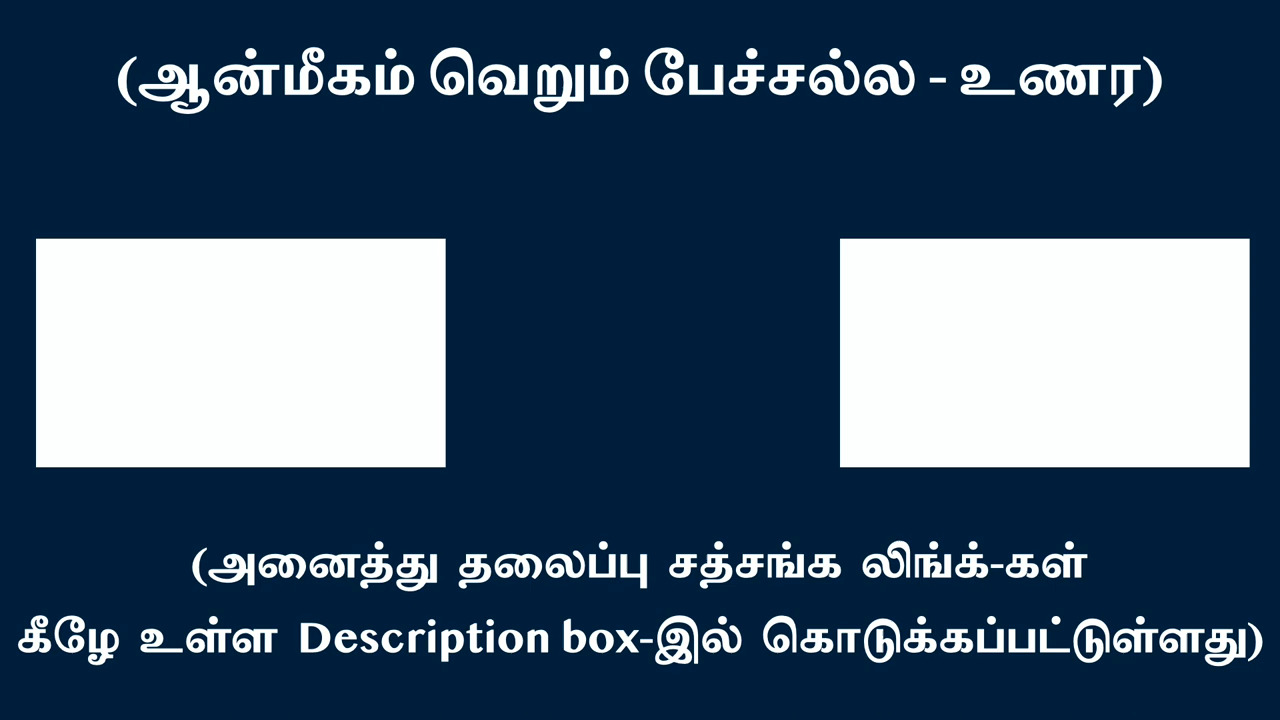 (ஆன்மீகம் வெறும் பேச்சல்ல - உணர)
(அனைத்து தலைப்பு சத்சங்க லிங்க்-கள்
கீழே உள்ள Description box-இல் கொடுக்கப்பட்டுள்ளது)